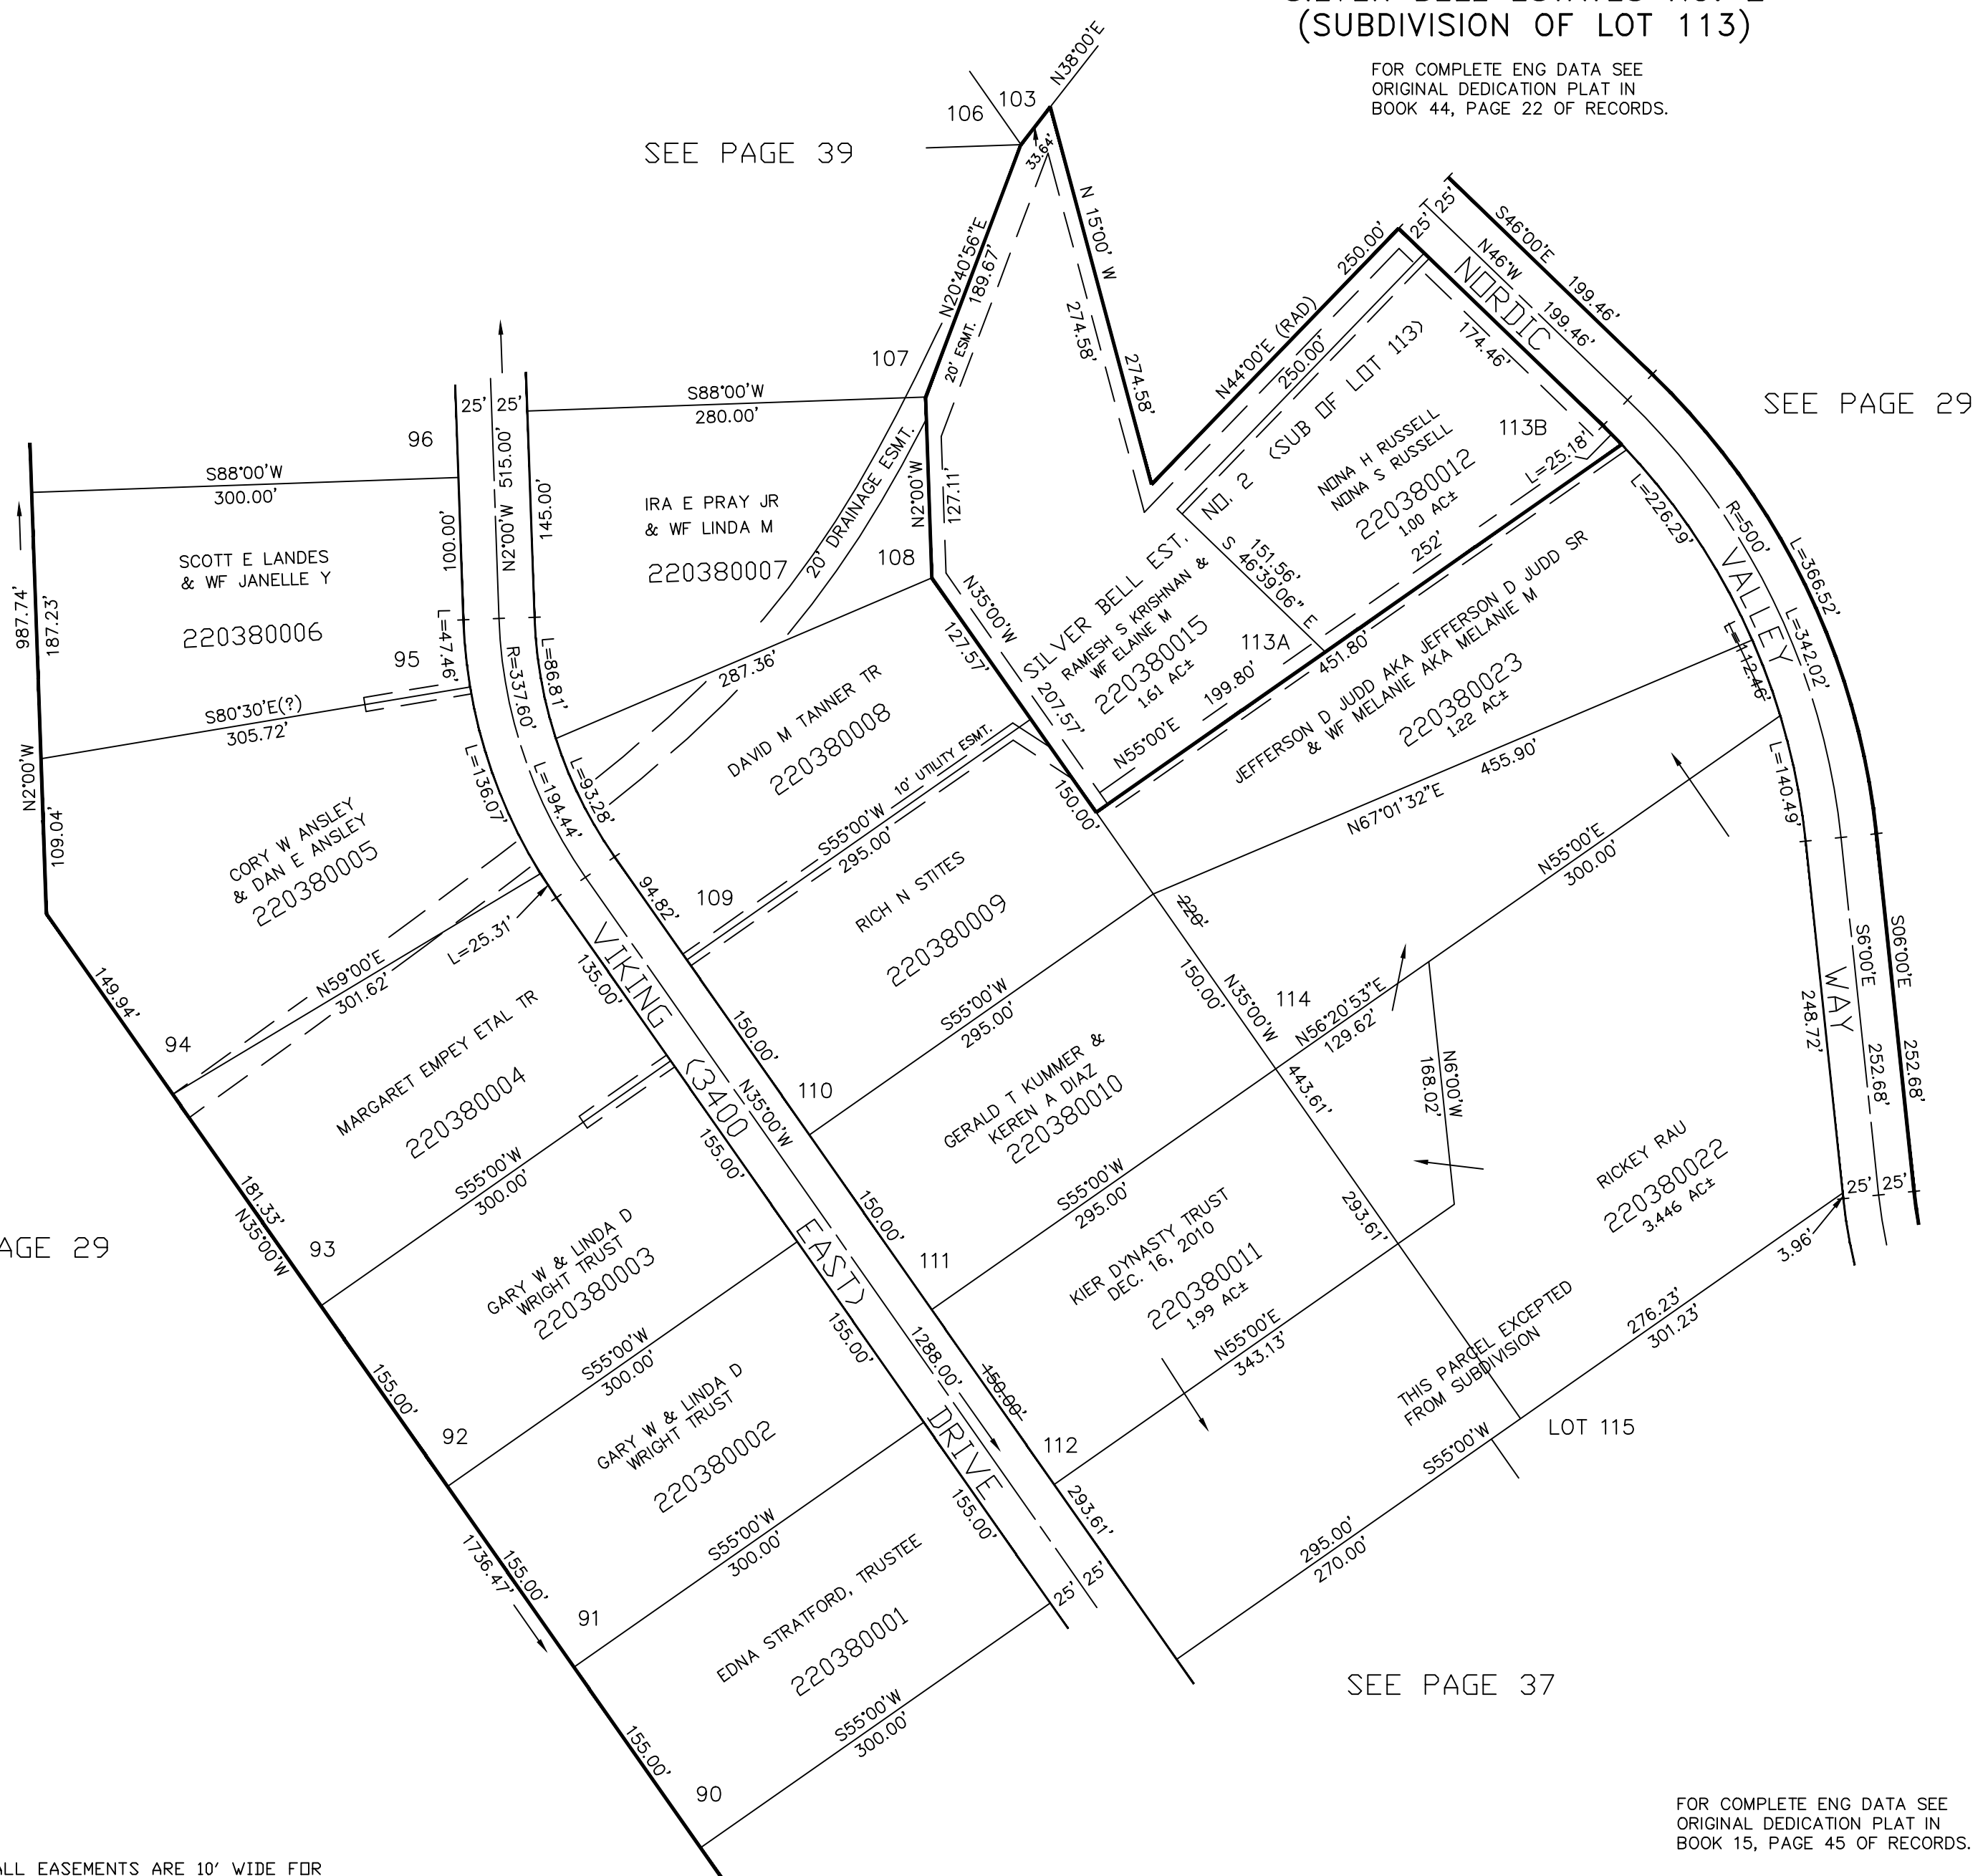 (SUBDIVISION OF LOT 113)
FOR COMPLETE ENG DATA SEE
ORIGINAL DEDICATION PLAT IN
BOOK 44, PAGE 22 OF RECORDS.
SEE PAGE 39
106
103
N38°00'E
33.64'
N20°40'56"E
189.67'
20' ESMT.
N 15°00' W
274.58'
274.58'
250.00'
N44°00'E (RAD)
250.00'
25'
25'
S46°00'E
199.46'
N46°W
199.46'
NORDIC
174.46'
SEE PAGE 29
113B
NO. 2 (SUB OF LOT 113)
NONA H RUSSELL
NONA S RUSSELL
220380012
1.00 AC±
L=25.18'
252'
L=226.29'
R=500'
L=366.52'
VALLEY
L=342.02'
L=112.46'
L=140.49'
107
S88°00'W
280.00'
25'
25'
96
S88°00'W
300.00'
100.00'
N2°00'W 515.00'
145.00'
IRA E PRAY JR
& WF LINDA M
220380007
20' DRAINAGE ESMT.
108
N2°00'W
127.11'
SCOTT E LANDES
& WF JANELLE Y
220380006
987.74'
187.23'
95
L=47.46'
R=337.60'
L=86.81'
S80°30'E(?)
305.72'
N2°00'W
109.04'
N35°00'W
127.57'
207.57'
SILVER BELL EST.
RAMESH S KRISHNAN &
WF ELAINE M
220380015
1.61 AC±
151.56'
S 46°39'06" E
113A
199.80'
N55°00'E
451.80'
JEFFERSON D JUDD AKA JEFFERSON D JUDD SR
& WF MELANIE AKA MELANIE M
220380023
1.22 AC±
N67°01'32"E
455.90'
287.36'
DAVID M TANNER TR
220380008
L=136.07'
L=194.44'
L=93.28'
S55°00'W
10' UTILITY ESMT.
295.00'
150.00'
CORY W ANSLEY
& DAN E ANSLEY
220380005
109
94.82'
RICH N STITES
220380009
220'
N55°00'E
300.00'
149.94'
94
N59°00'E
301.62'
L=25.31'
VIKING
135.00'
MARGARET EMPEY ETAL TR
220380004
S55°00'W
295.00'
150.00'
N35°00'W
114
N56°20'53"E
129.62'
443.61'
N6°00'W
168.02'
248.72'
WAY
S6°00'E
252.68'
S06°00'E
252.68'
150.00'
110
GERALD T KUMMER &
KEREN A DIAZ
220380010
(3400
N35°00'W
155.00'
S55°00'W
300.00'
181.33'
N35°00'W
93
AGE 29
GARY W & LINDA D
WRIGHT TRUST
220380003
150.00'
111
S55°00'W
295.00'
KIER DYNASTY TRUST
DEC. 16, 2010
220380011
1.99 AC±
293.61'
RICKEY RAU
220380022
3.446 AC±
25'
25'
3.96'
EAST)
155.00'
1288.00'
150.00'
112
N55°00'E
343.13'
THIS PARCEL EXCEPTED
FROM SUBDIVISION
276.23'
301.23'
LOT 115
S55°00'W
S55°00'W
300.00'
155.00'
92
GARY W & LINDA D
WRIGHT TRUST
220380002
DRIVE
155.00'
293.61'
295.00'
270.00'
S55°00'W
300.00'
1736.47'
155.00'
91
EDNA STRATFORD, TRUSTEE
220380001
25'
25'
SEE PAGE 37
S55°00'W
300.00'
155.00'
90
FOR COMPLETE ENG DATA SEE
ORIGINAL DEDICATION PLAT IN
BOOK 15, PAGE 45 OF RECORDS.
ALL EASEMENTS ARE 10' WIDE FOR